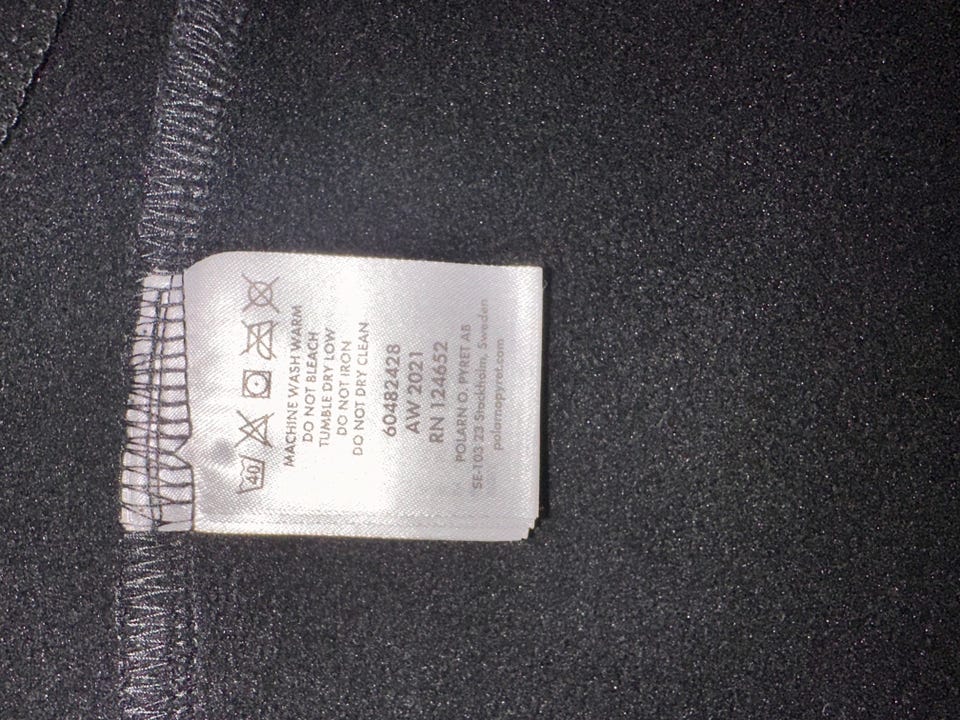 40
MACHINE WASH WARM
DO NOT BLEACH
TUMBLE DRY LOW
DO NOT IRON
DO NOT DRY CLEAN
60482428
AW 2021
RN 124652
POLARN O. PYRET AB
SE-103 23 Stockholm, Sweden
polarnopyret.com